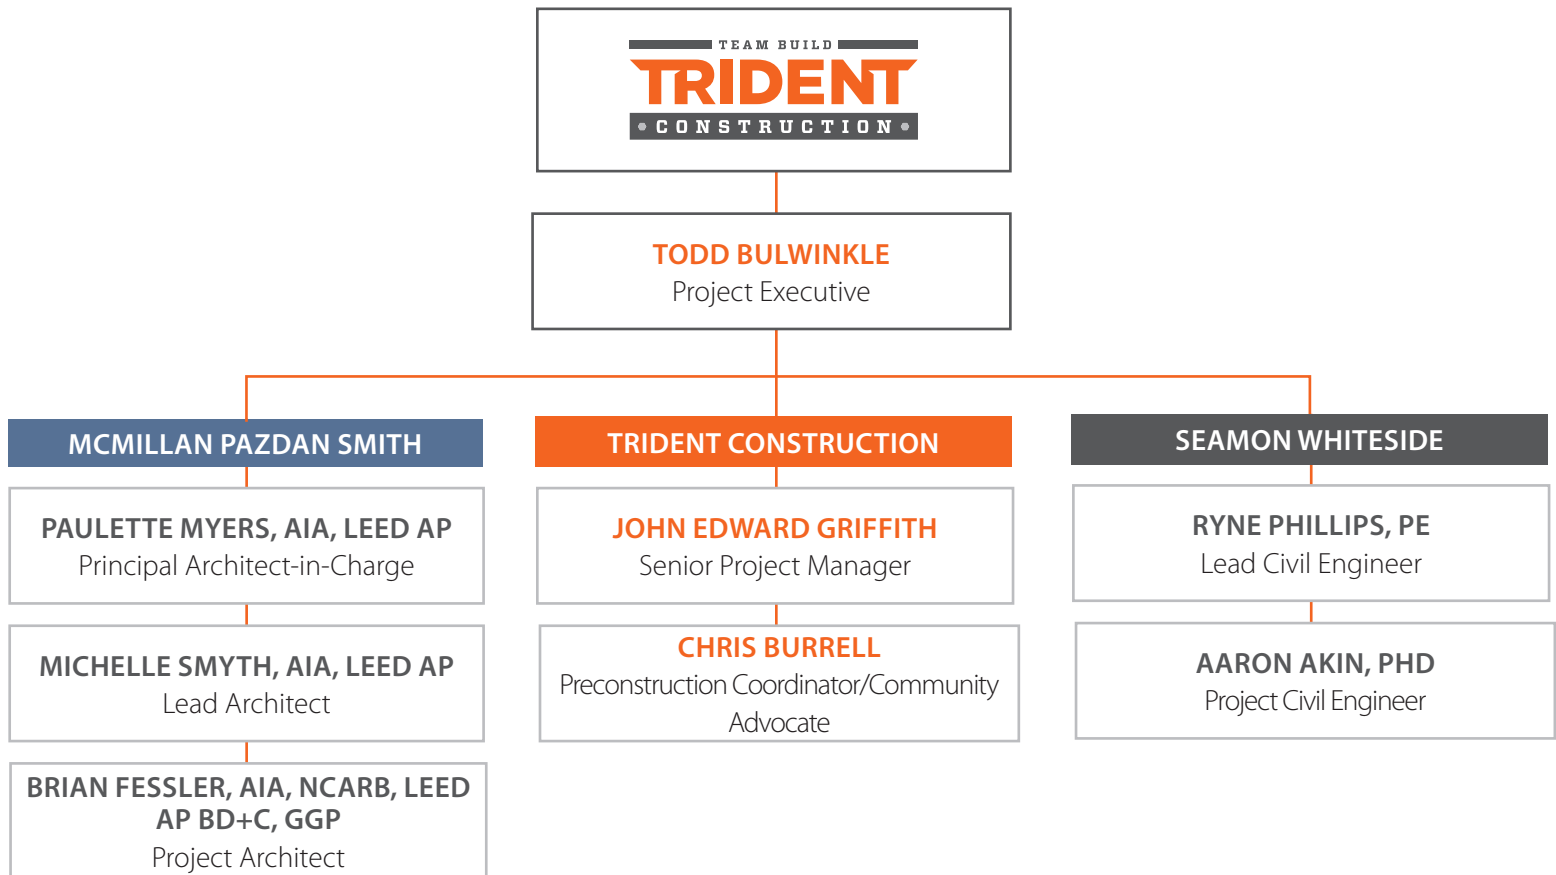 TEAM BUILD
TRIDENT
CONSTRUCTION
TODD BULWINKLE
Project Executive
MCMILLAN PAZDAN SMITH
PAULETTE MYERS, AIA, LEED AP
Principal Architect-in-Charge
MICHELLE SMYTH, AIA, LEED AP
Lead Architect
BRIAN FESSLER, AIA, NCARB, LEED
AP BD+C, GGP
Project Architect
TRIDENT CONSTRUCTION
JOHN EDWARD GRIFFITH
Senior Project Manager
CHRIS BURRELL
Preconstruction Coordinator/Community
Advocate
SEAMON WHITESIDE
RYNE PHILLIPS, PE
Lead Civil Engineer
AARON AKIN, PHD
Project Civil Engineer